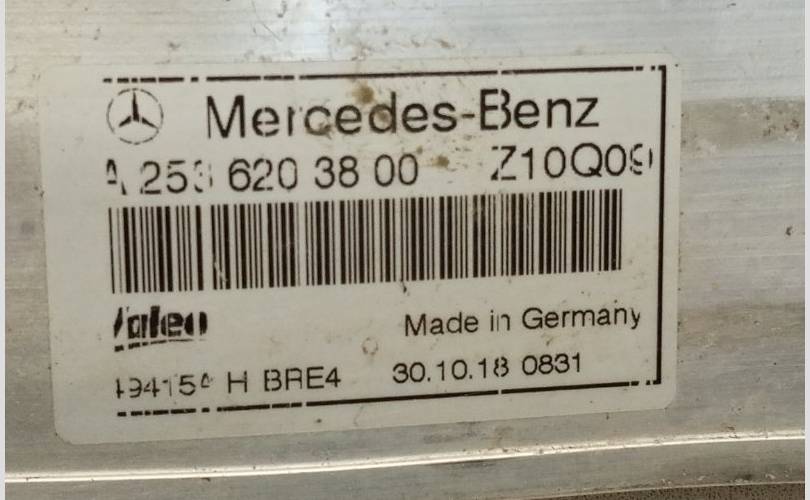 Mercedes-Benz
A 253 620 38 00 Z10Q09
Valeo
Made in Germany
494154 H BRE4 30.10.18 0831